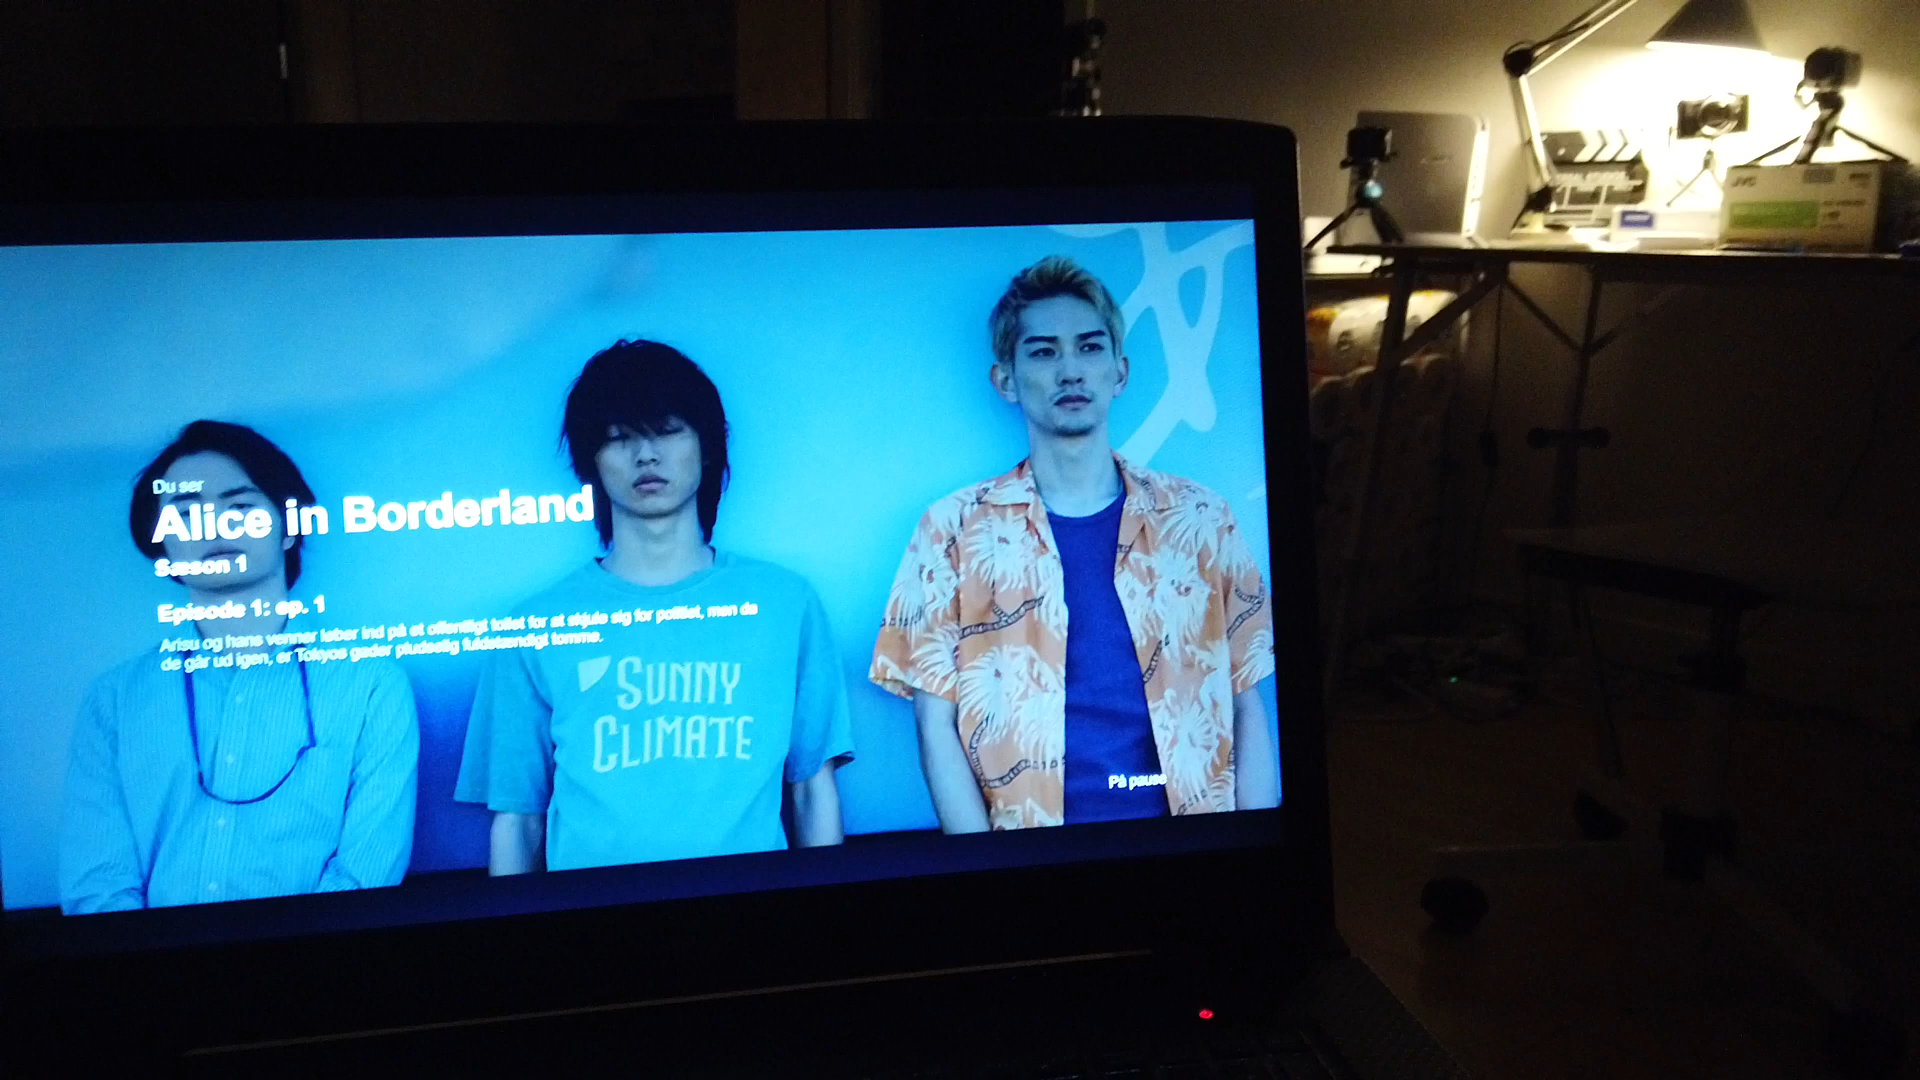 Du ser
Alice in Borderland
Sæson 1
Episode 1: ep. 1
Arisu og hans venner løber ind på et offentligt toilet for at skjule sig for politiet, men da
de går ud igen, er Tokyos gader pludselig fuldstændigt tomme.
SUNNY
CLIMATE
På pause
JVC